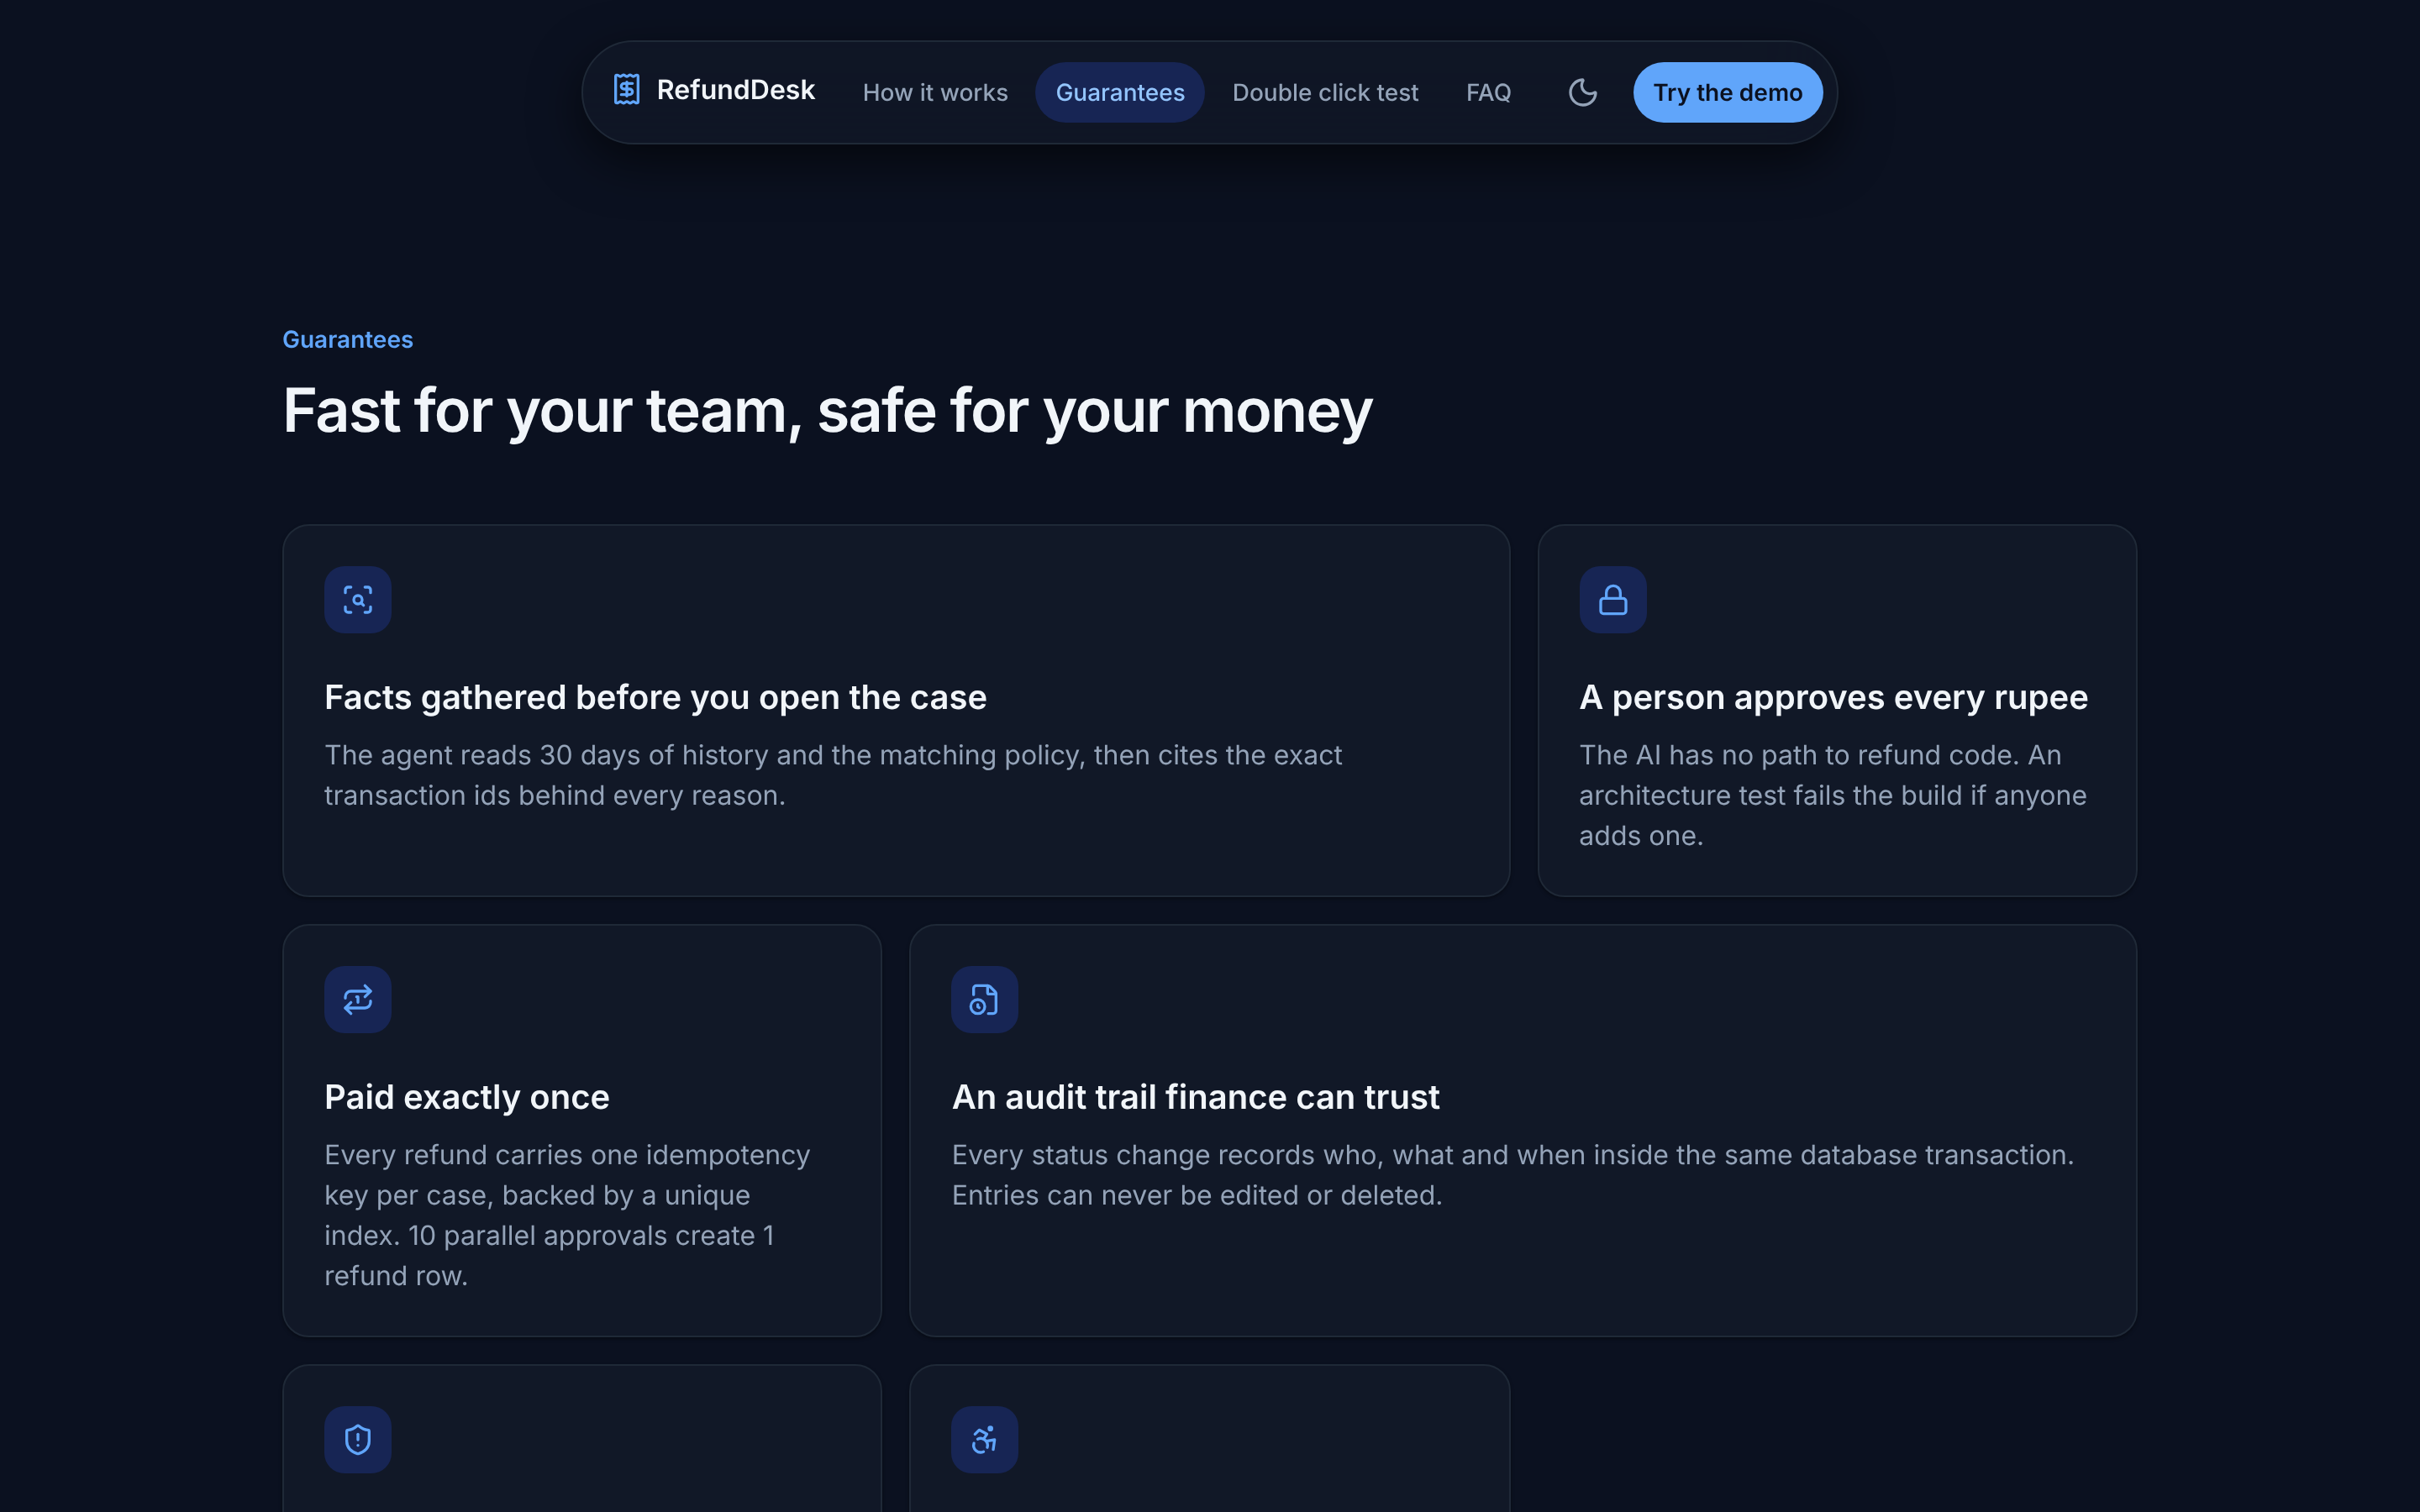 RefundDesk
How it works
Guarantees
Double click test
FAQ
Try the demo
Guarantees
Fast for your team, safe for your money
Facts gathered before you open the case
The agent reads 30 days of history and the matching policy, then cites the exact
transaction ids behind every reason.
A person approves every rupee
The AI has no path to refund code. An
architecture test fails the build if anyone
adds one.
Paid exactly once
Every refund carries one idempotency
key per case, backed by a unique
index. 10 parallel approvals create 1
refund row.
An audit trail finance can trust
Every status change records who, what and when inside the same database transaction.
Entries can never be edited or deleted.